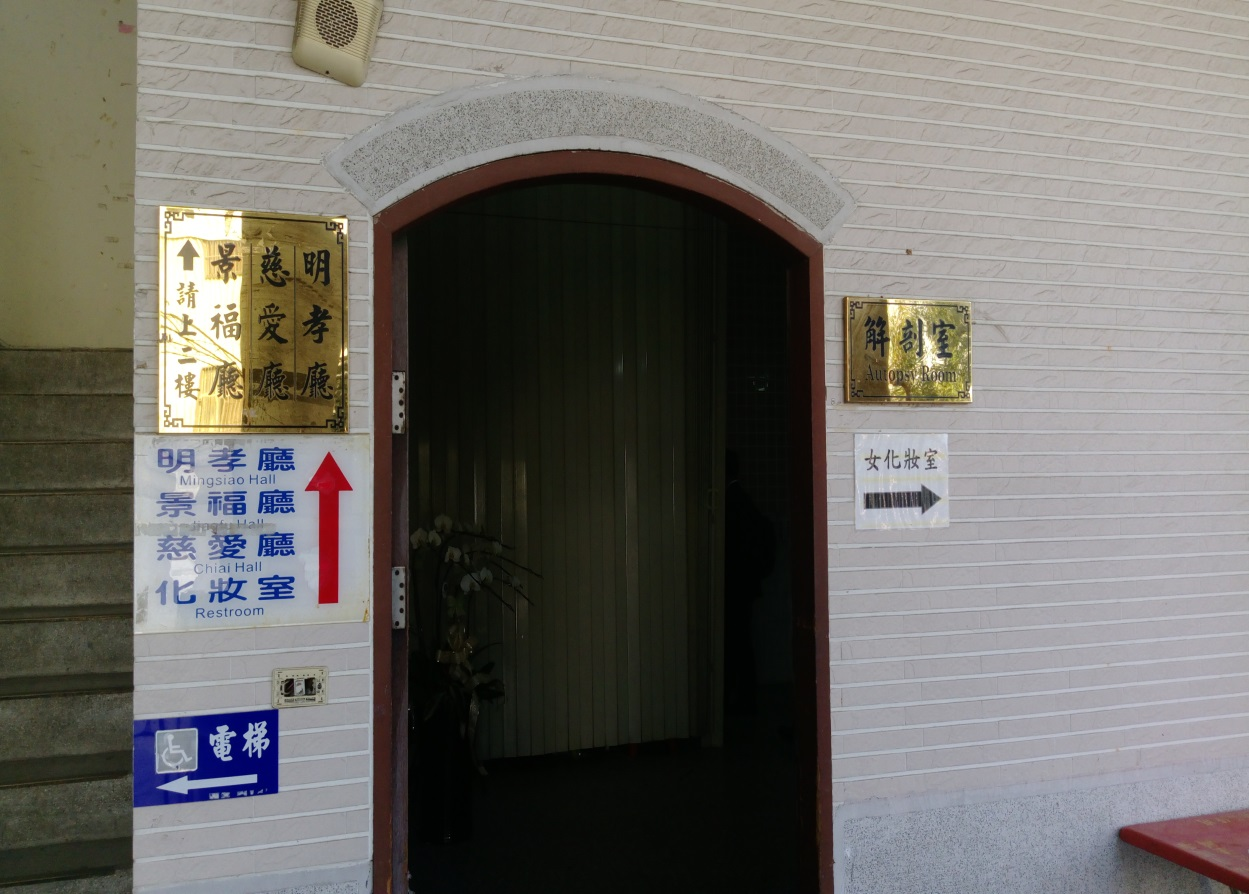 明孝廳
慈愛廳
景福廳
請上二樓
明孝廳
Mingsiao Hall
景福廳
Hall
慈愛廳
Chiai Hall
化妝室
Restroom
電梯
解剖室
Autopsy Room
女化妝室